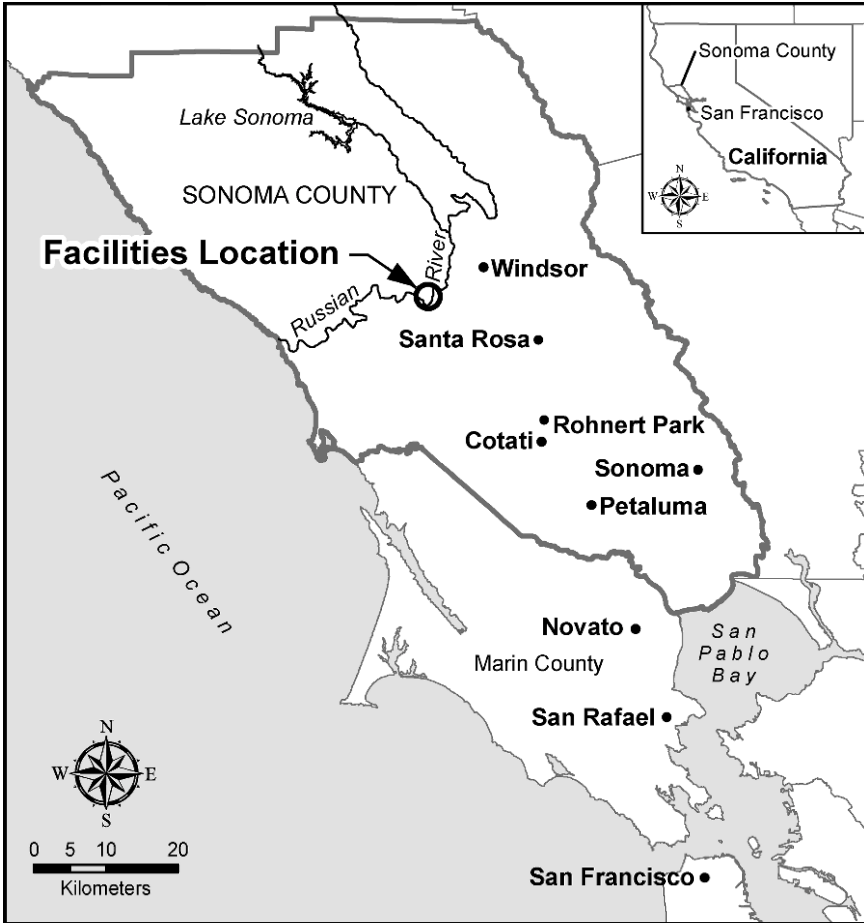 Sonoma County
San Francisco
California
N
W E
S
Lake Sonoma
SONOMA COUNTY
Facilities Location
River
Windsor
Russian
Santa Rosa
Rohnert Park
Cotati
Sonoma
Petaluma
Pacific Ocean
Novato
San
Pablo
Bay
Marin County
San Rafael
N
W E
S
0 5 10 20
Kilometers
San Francisco